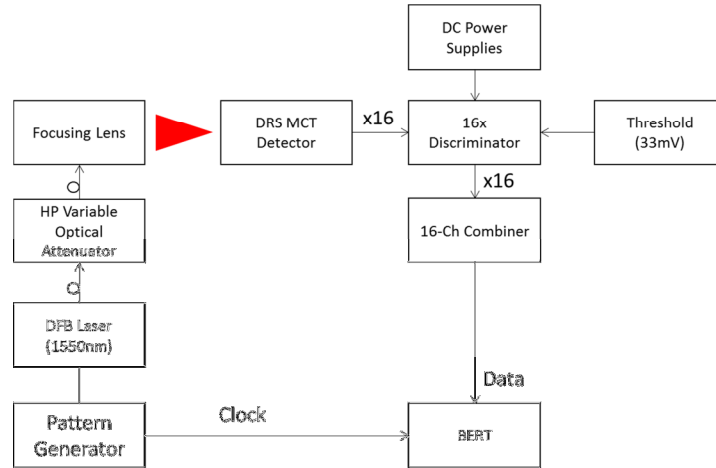 DC Power
Supplies
Focusing Lens
DRS MCT
Detector
x16
16x
Discriminator
Threshold
(33mV)
x16
HP Variable
Optical
Attenuator
16-Ch Combiner
DFB Laser
(1550nm)
Data
Pattern
Generator
Clock
BERT